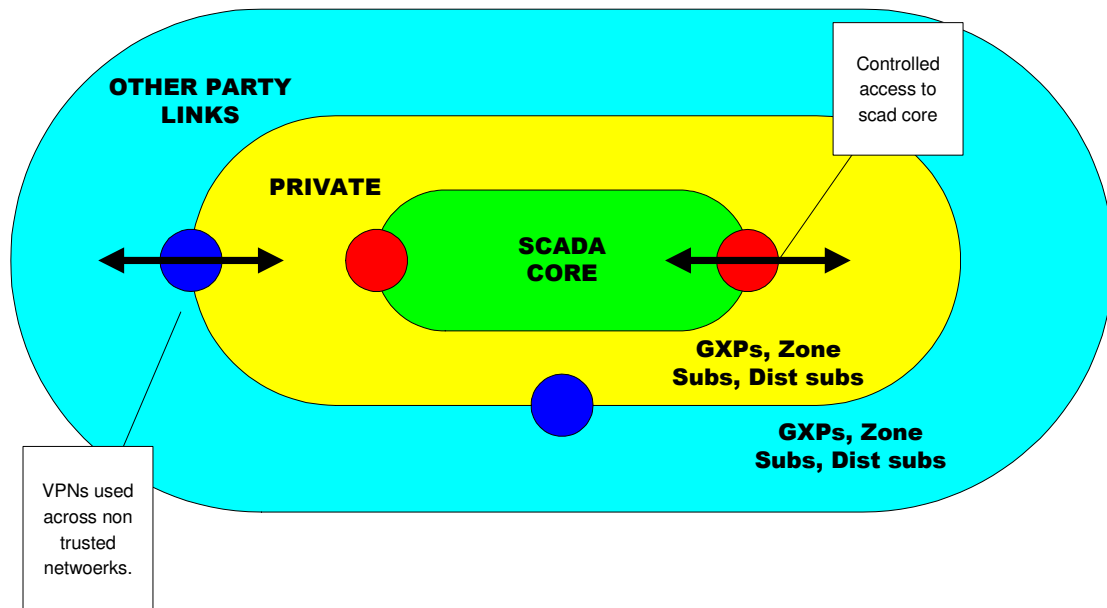 OTHER PARTY
LINKS
Controlled
access to
scad core
PRIVATE
SCADA
CORE
GXPs, Zone
Subs, Dist subs
GXPs, Zone
Subs, Dist subs
VPNs used
across non
trusted
netwoerks.